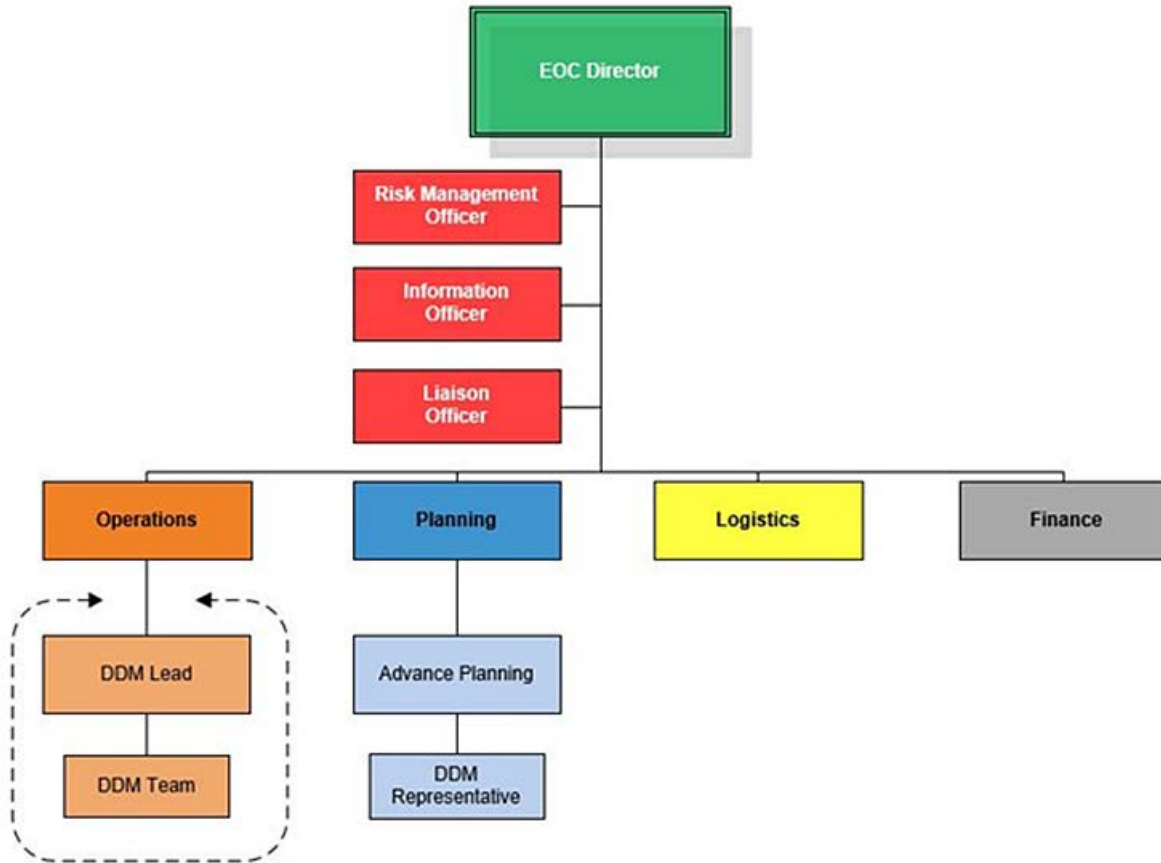 EOC Director
Risk Management
Officer
Information
Officer
Liaison
Officer
Operations
Planning
Logistics
Finance
DDM Lead
Advance Planning
DDM Team
DDM
Representative